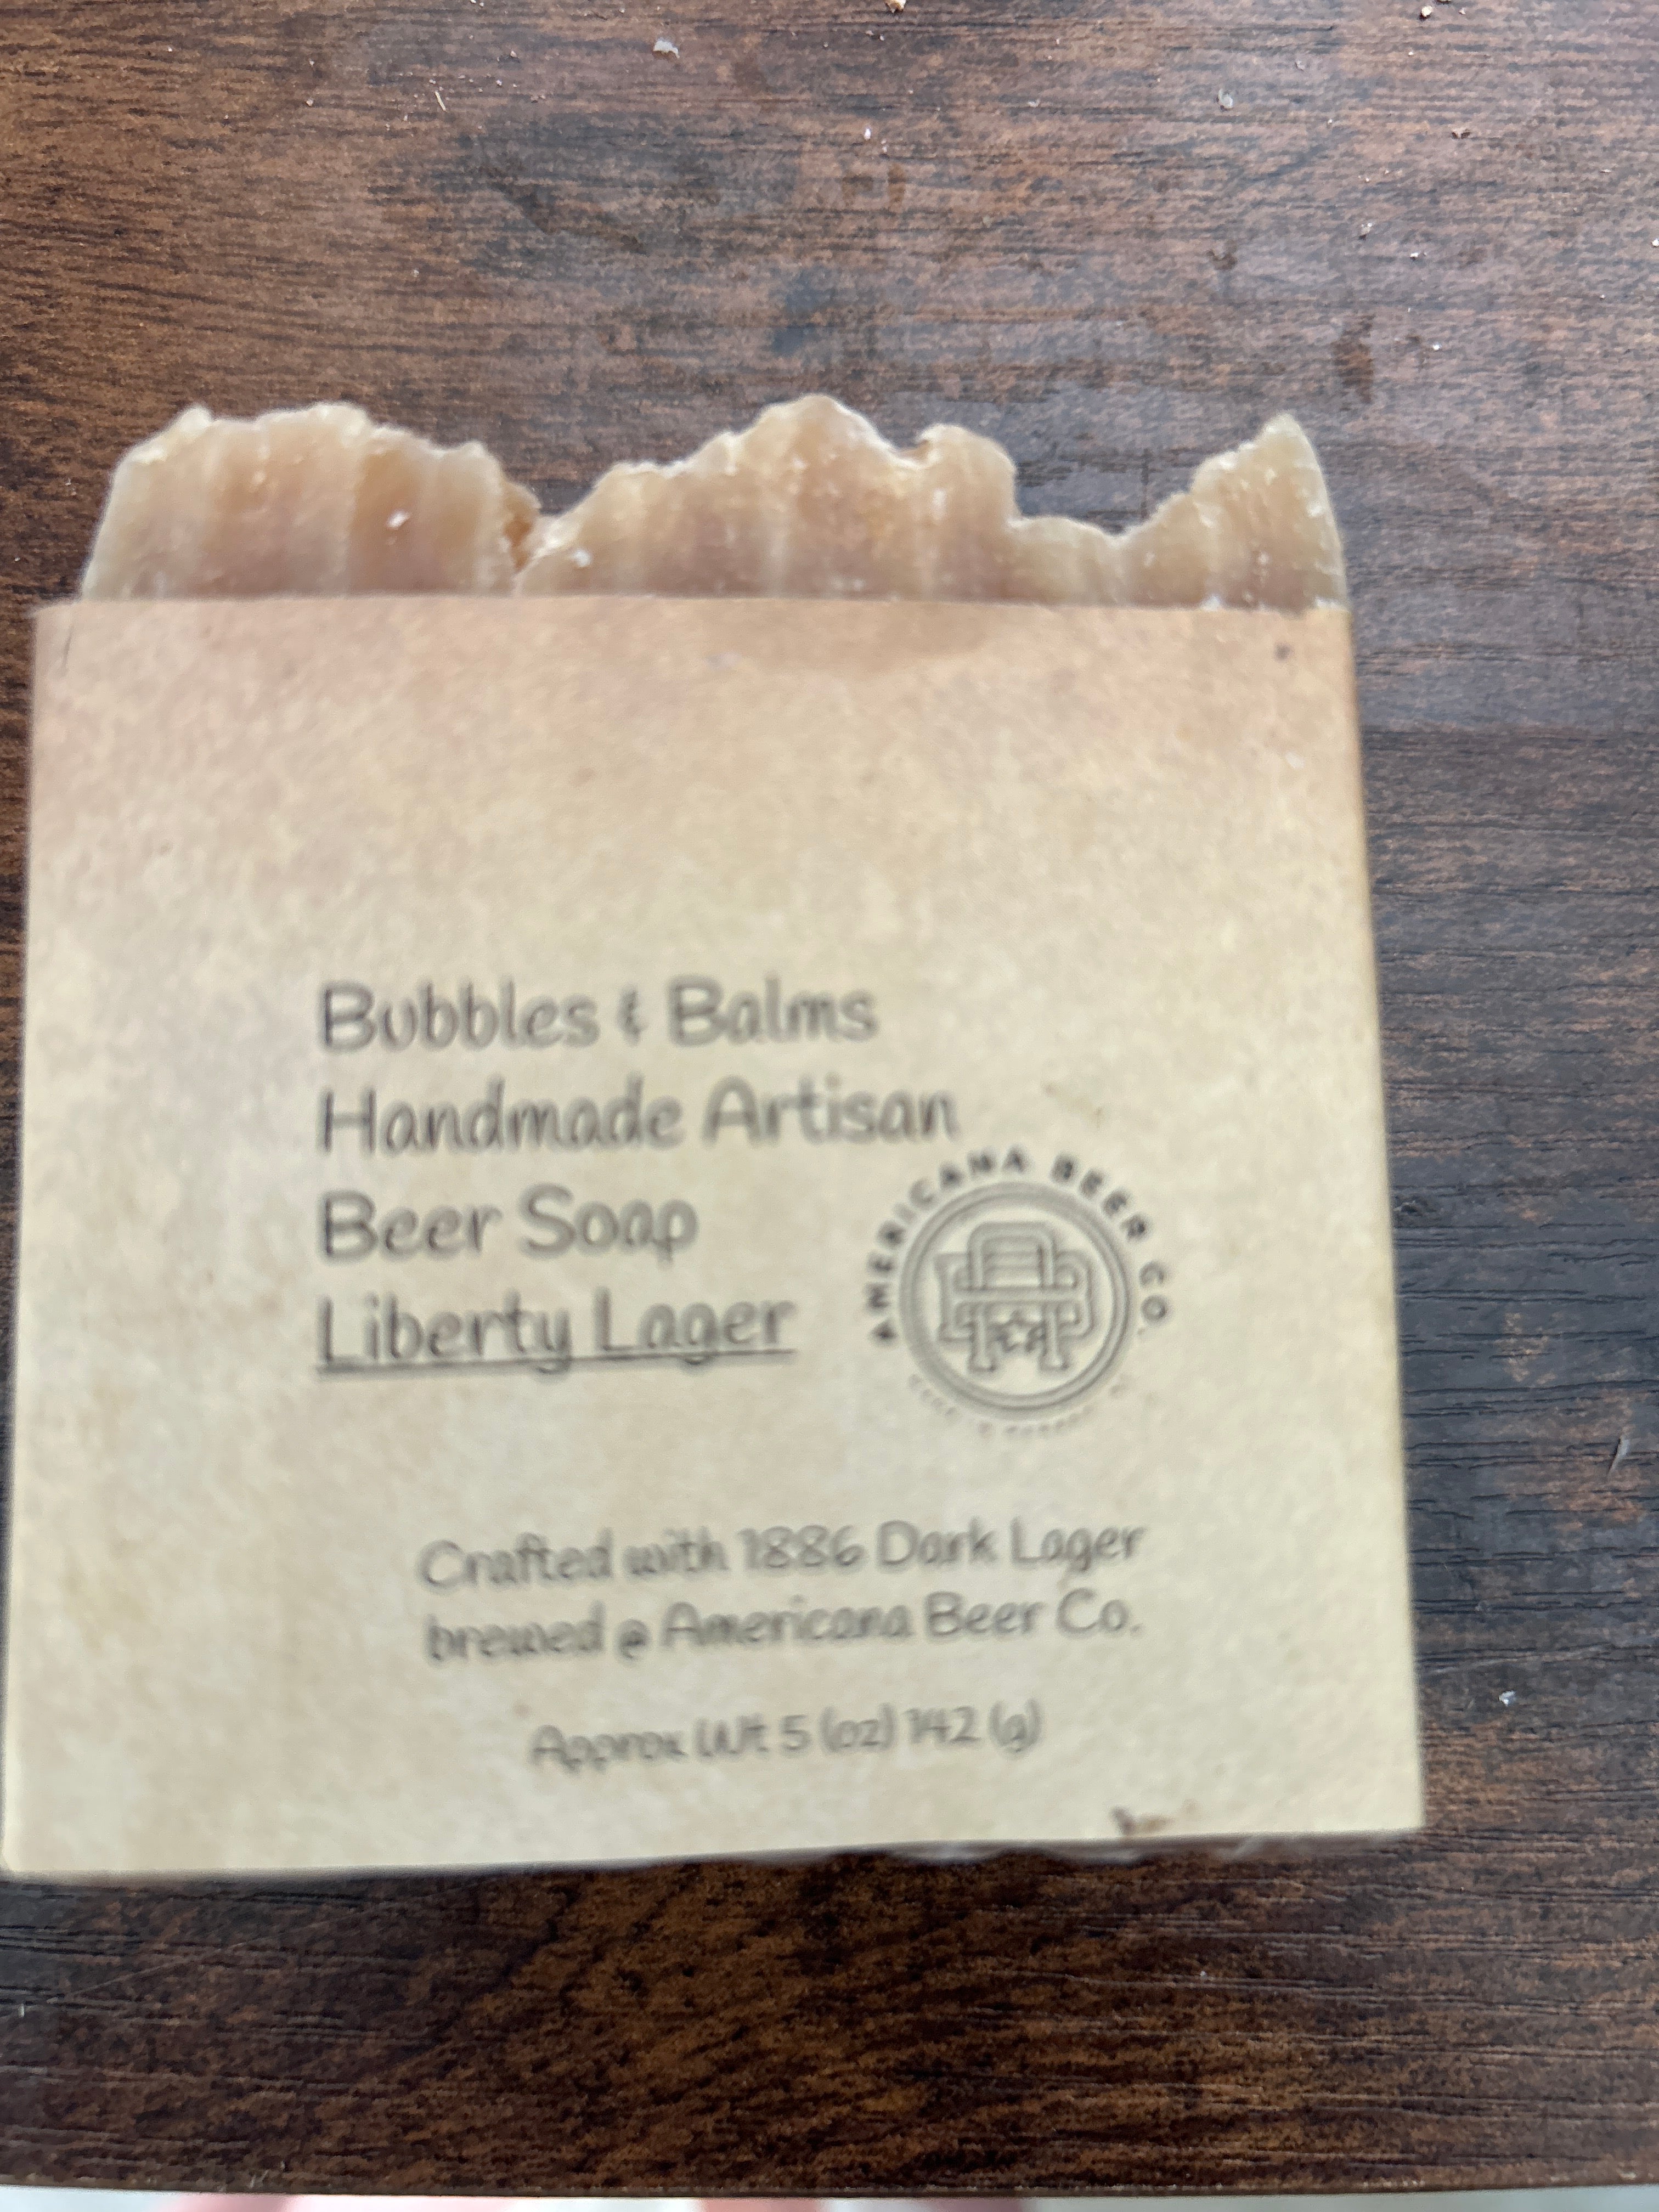 Bubbles & Balms
Handmade Artisan
Beer Soap
Liberty Lager
AMERICANA BEER CO.
Crafted with 1886 Dark Lager
brewed @ Americana Beer Co.
Approx Wt 5 (oz) 142 (g)